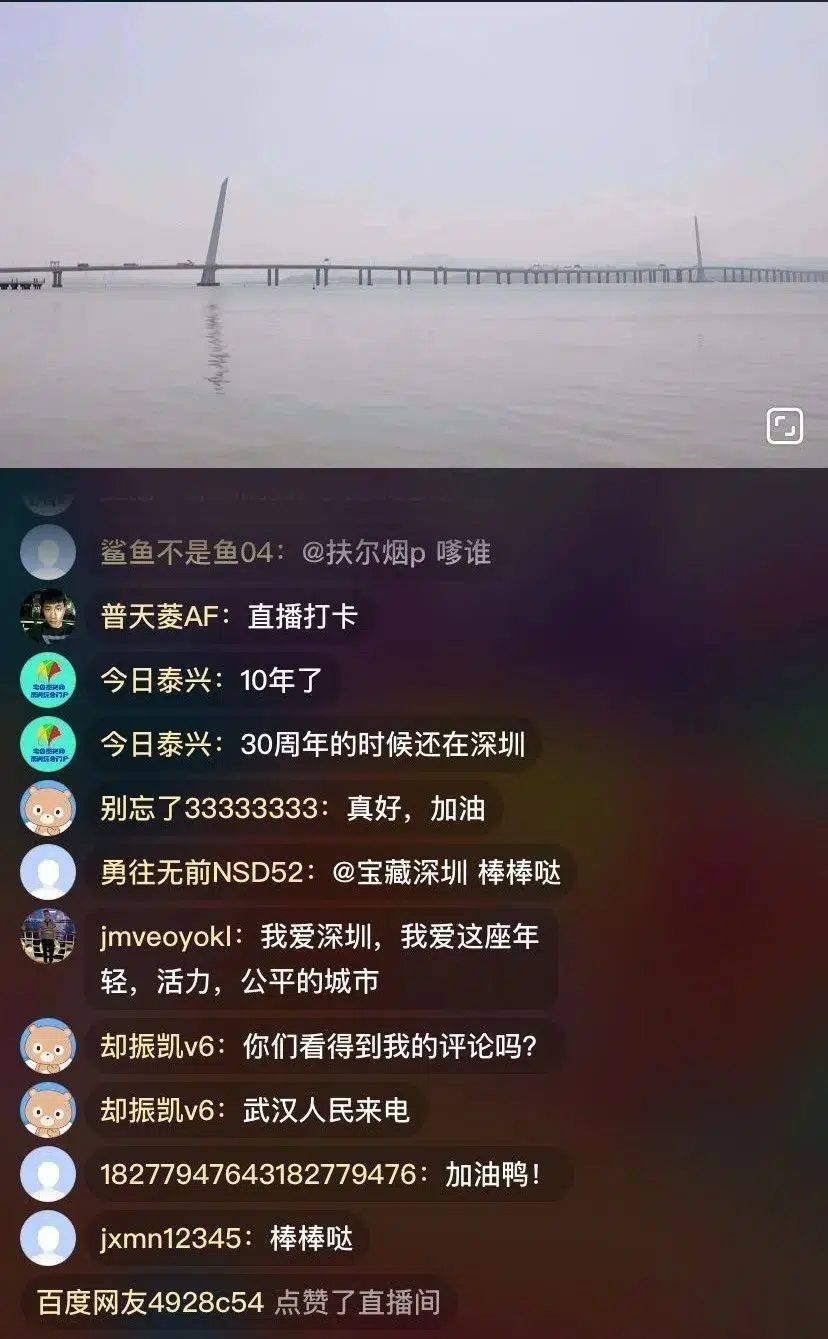 鲨鱼不是鱼04：@扶尔烟p 嗲谁
普天菱AF：直播打卡
今日泰兴：10年了
今日泰兴：30周年的时候还在深圳
别忘了33333333：真好，加油
勇往无前NSD52：@宝藏深圳 棒棒哒
jmveoyokl：我爱深圳，我爱这座年
轻，活力，公平的城市
却振凯v6：你们看得到我的评论吗？
却振凯v6：武汉人民来电
18277947643182779476：加油鸭！
jxmn12345：棒棒哒
百度网友4928c54 点赞了直播间